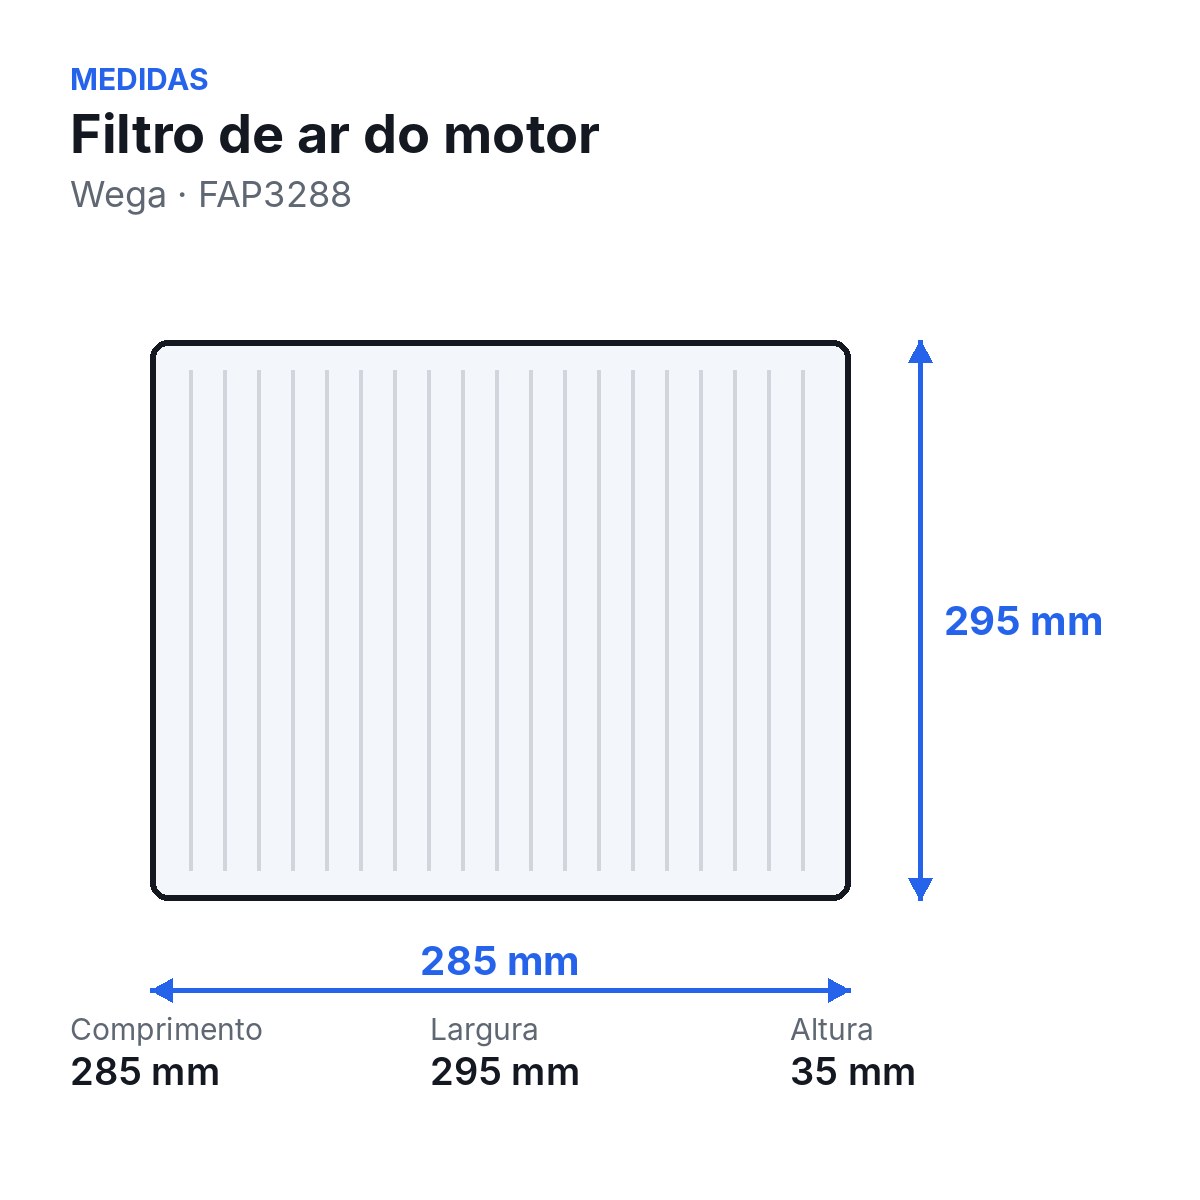 MEDIDAS
Filtro de ar do motor
Wega · FAP3288
295 mm
285 mm
Comprimento
285 mm
Largura
295 mm
Altura
35 mm